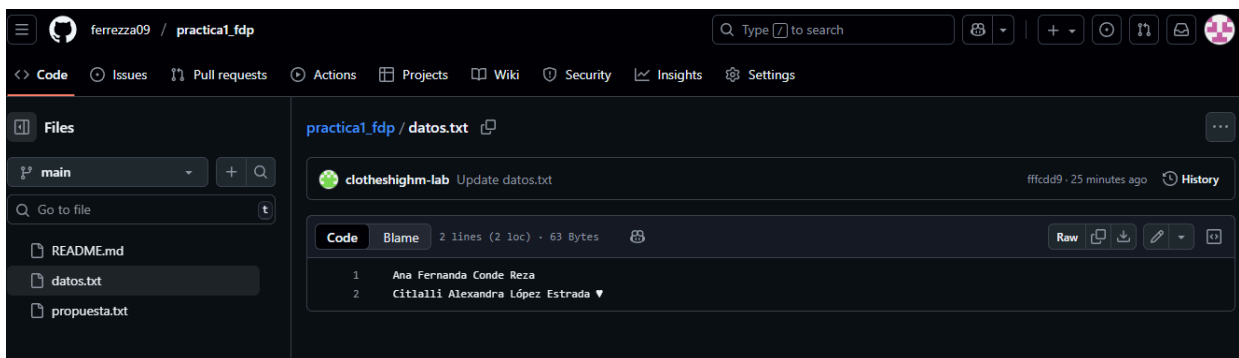 ferrezza09 / practica1_fdp
Type / to search
Code
Issues
Pull requests
Actions
Projects
Wiki
Security
Insights
Settings
Files
main
Go to file
t
README.md
datos.txt
propuesta.txt
practica1_fdp / datos.txt
clotheshighm-lab Update datos.txt
fffcdd9 · 25 minutes ago
History
Code
Blame
2 lines (2 loc) · 63 Bytes
Raw
1 Ana Fernanda Conde Reza
2 Citlalli Alexandra López Estrada ♥